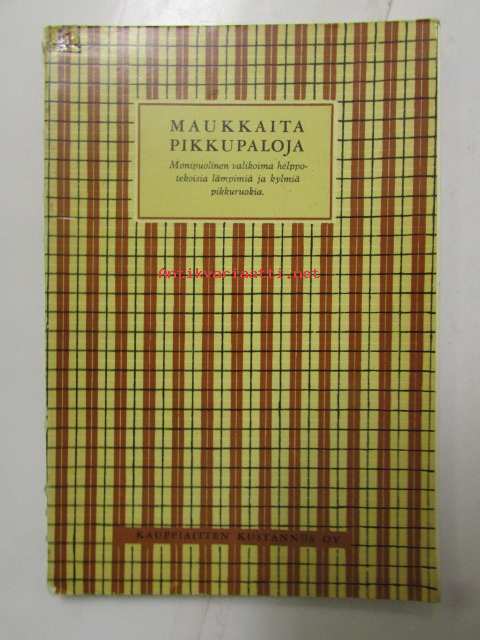 MAUKKAITA
PIKKUPALOJA
Monipuolinen valikoima helppo-
tekoisia lämpimiä ja kylmiä
pikkuruokia.
Antikvariaatti.net
KAUPPIAITTEN KUSTANNUS OY